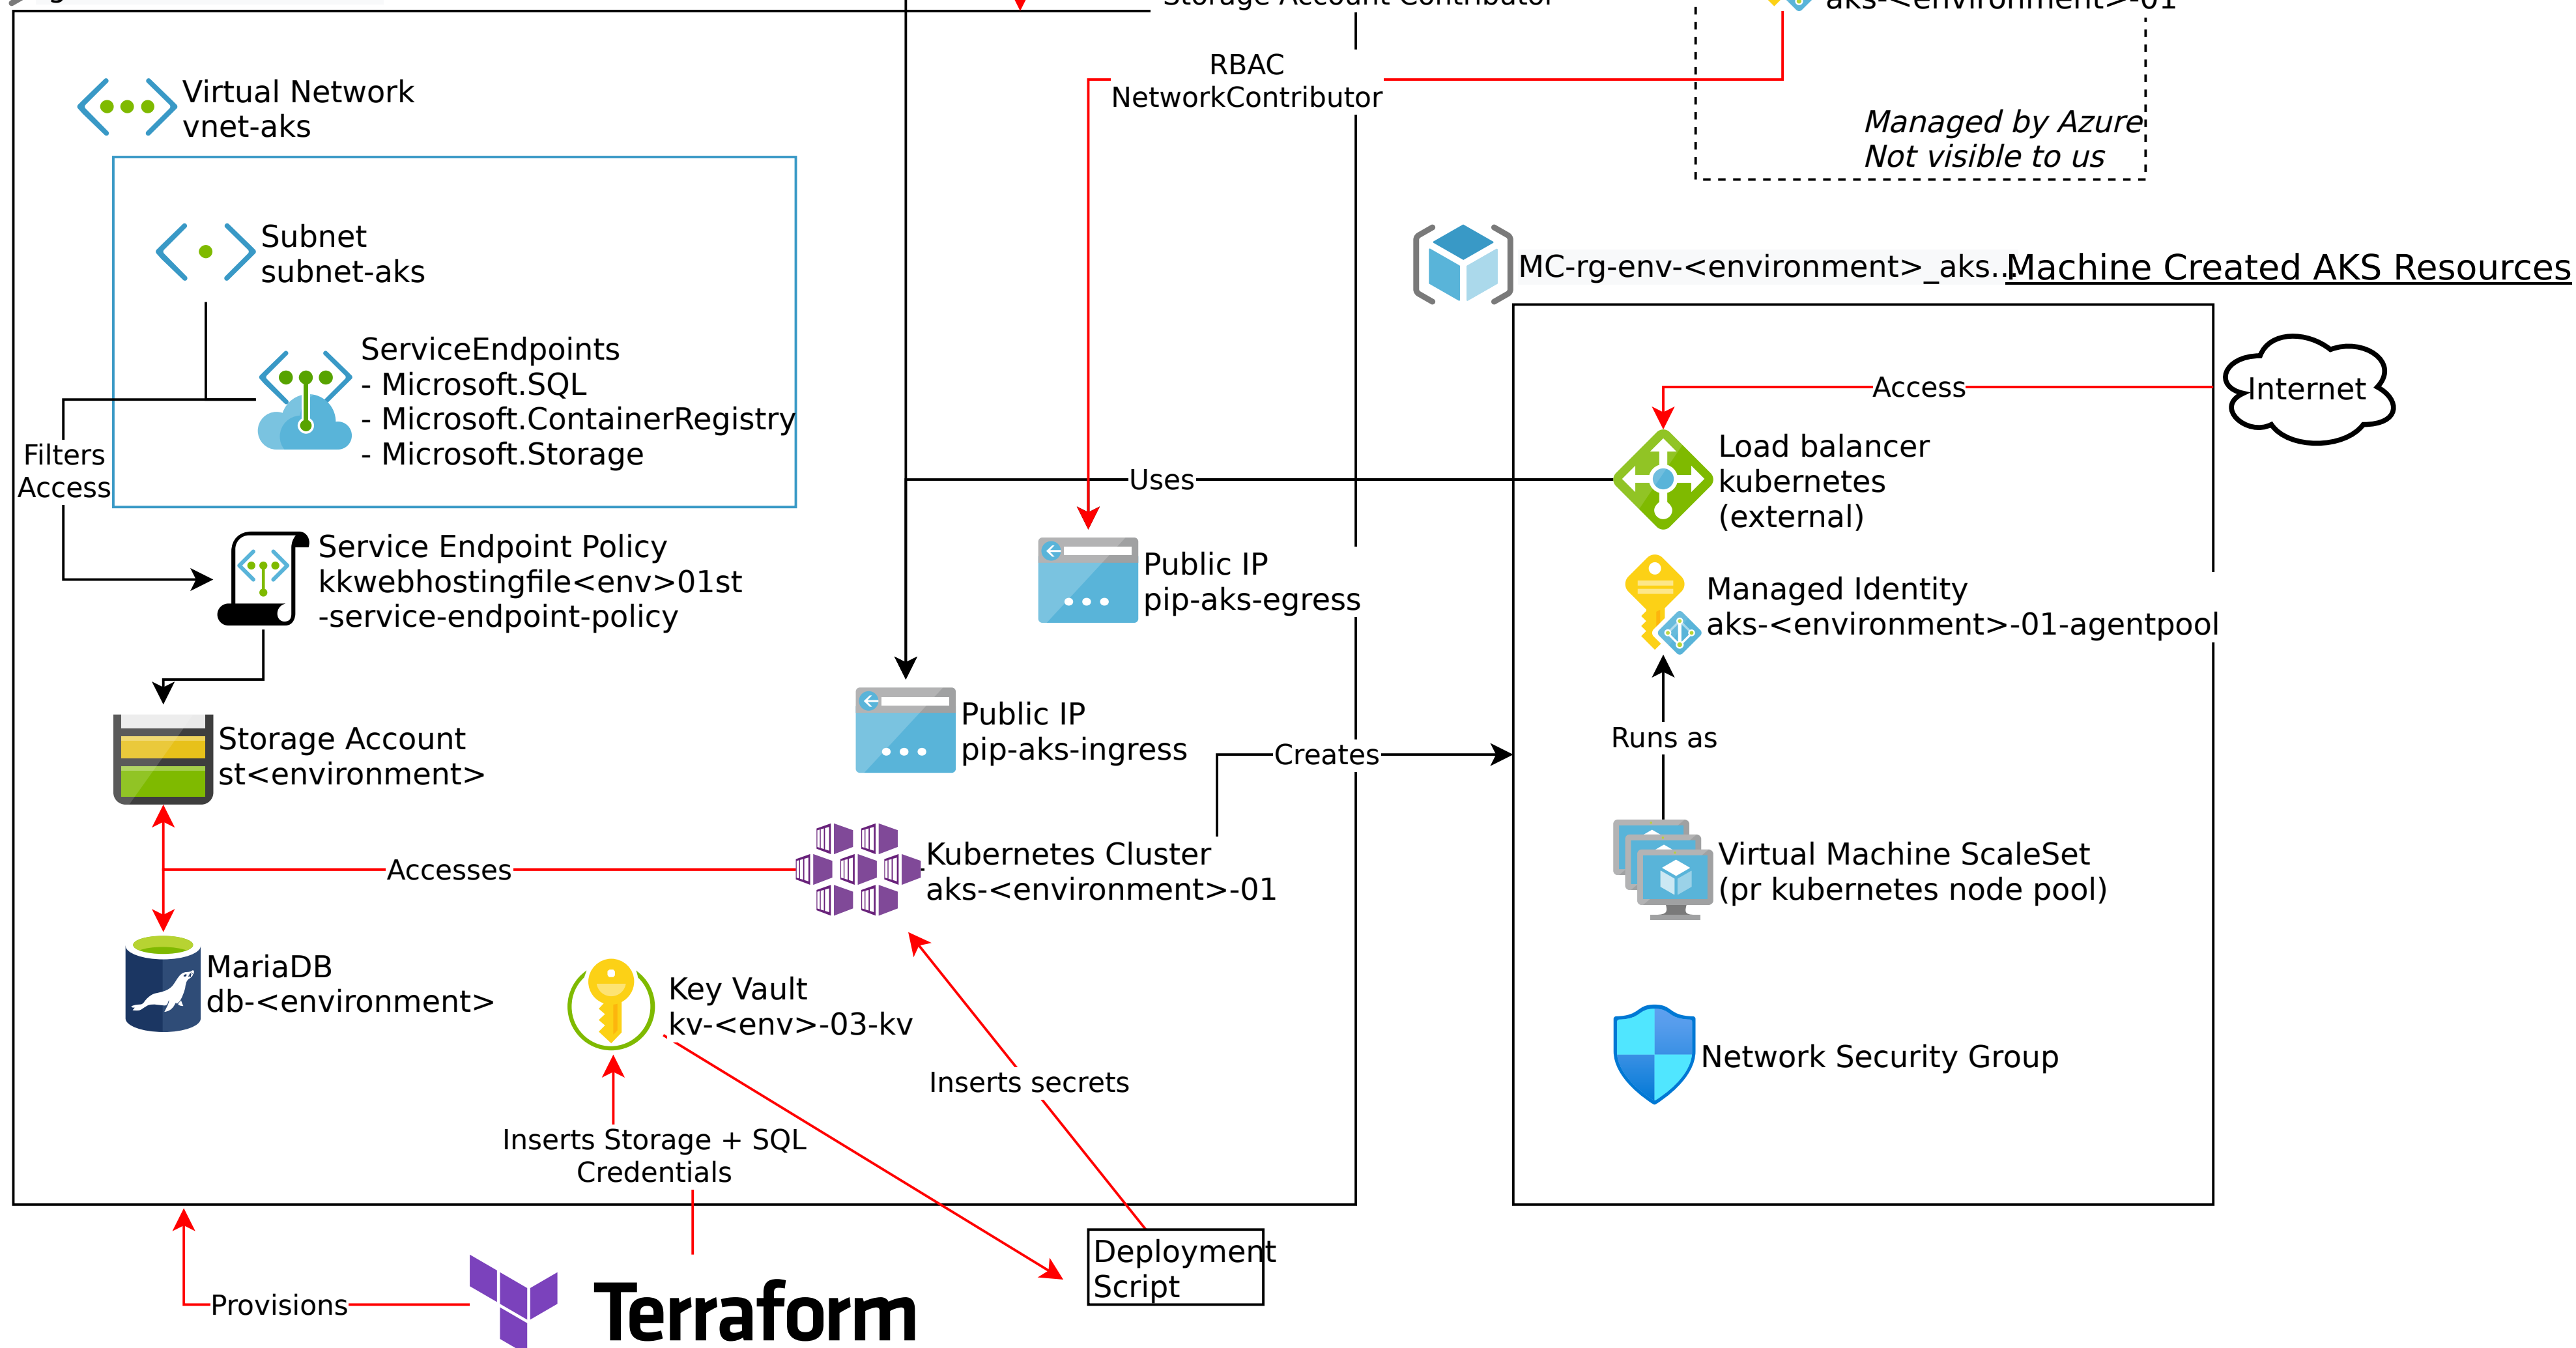 Storage Account Contributor
aks-<environment>-01
RBAC
NetworkContributor
Managed by Azure
Not visible to us
Virtual Network
vnet-aks
Subnet
subnet-aks
ServiceEndpoints
- Microsoft.SQL
- Microsoft.ContainerRegistry
- Microsoft.Storage
Filters
Access
Service Endpoint Policy
kkwebhostingfile<env>01st
-service-endpoint-policy
Storage Account
st<environment>
Accesses
MariaDB
db-<environment>
Key Vault
kv-<env>-03-kv
Inserts Storage + SQL
Credentials
Provisions
Terraform
Deployment
Script
Inserts secrets
Kubernetes Cluster
aks-<environment>-01
Creates
Public IP
pip-aks-ingress
Public IP
pip-aks-egress
Uses
MC-rg-env-<environment>_aks...
Machine Created AKS Resources
Access
Internet
Load balancer
kubernetes
(external)
Managed Identity
aks-<environment>-01-agentpool
Runs as
Virtual Machine ScaleSet
(pr kubernetes node pool)
Network Security Group